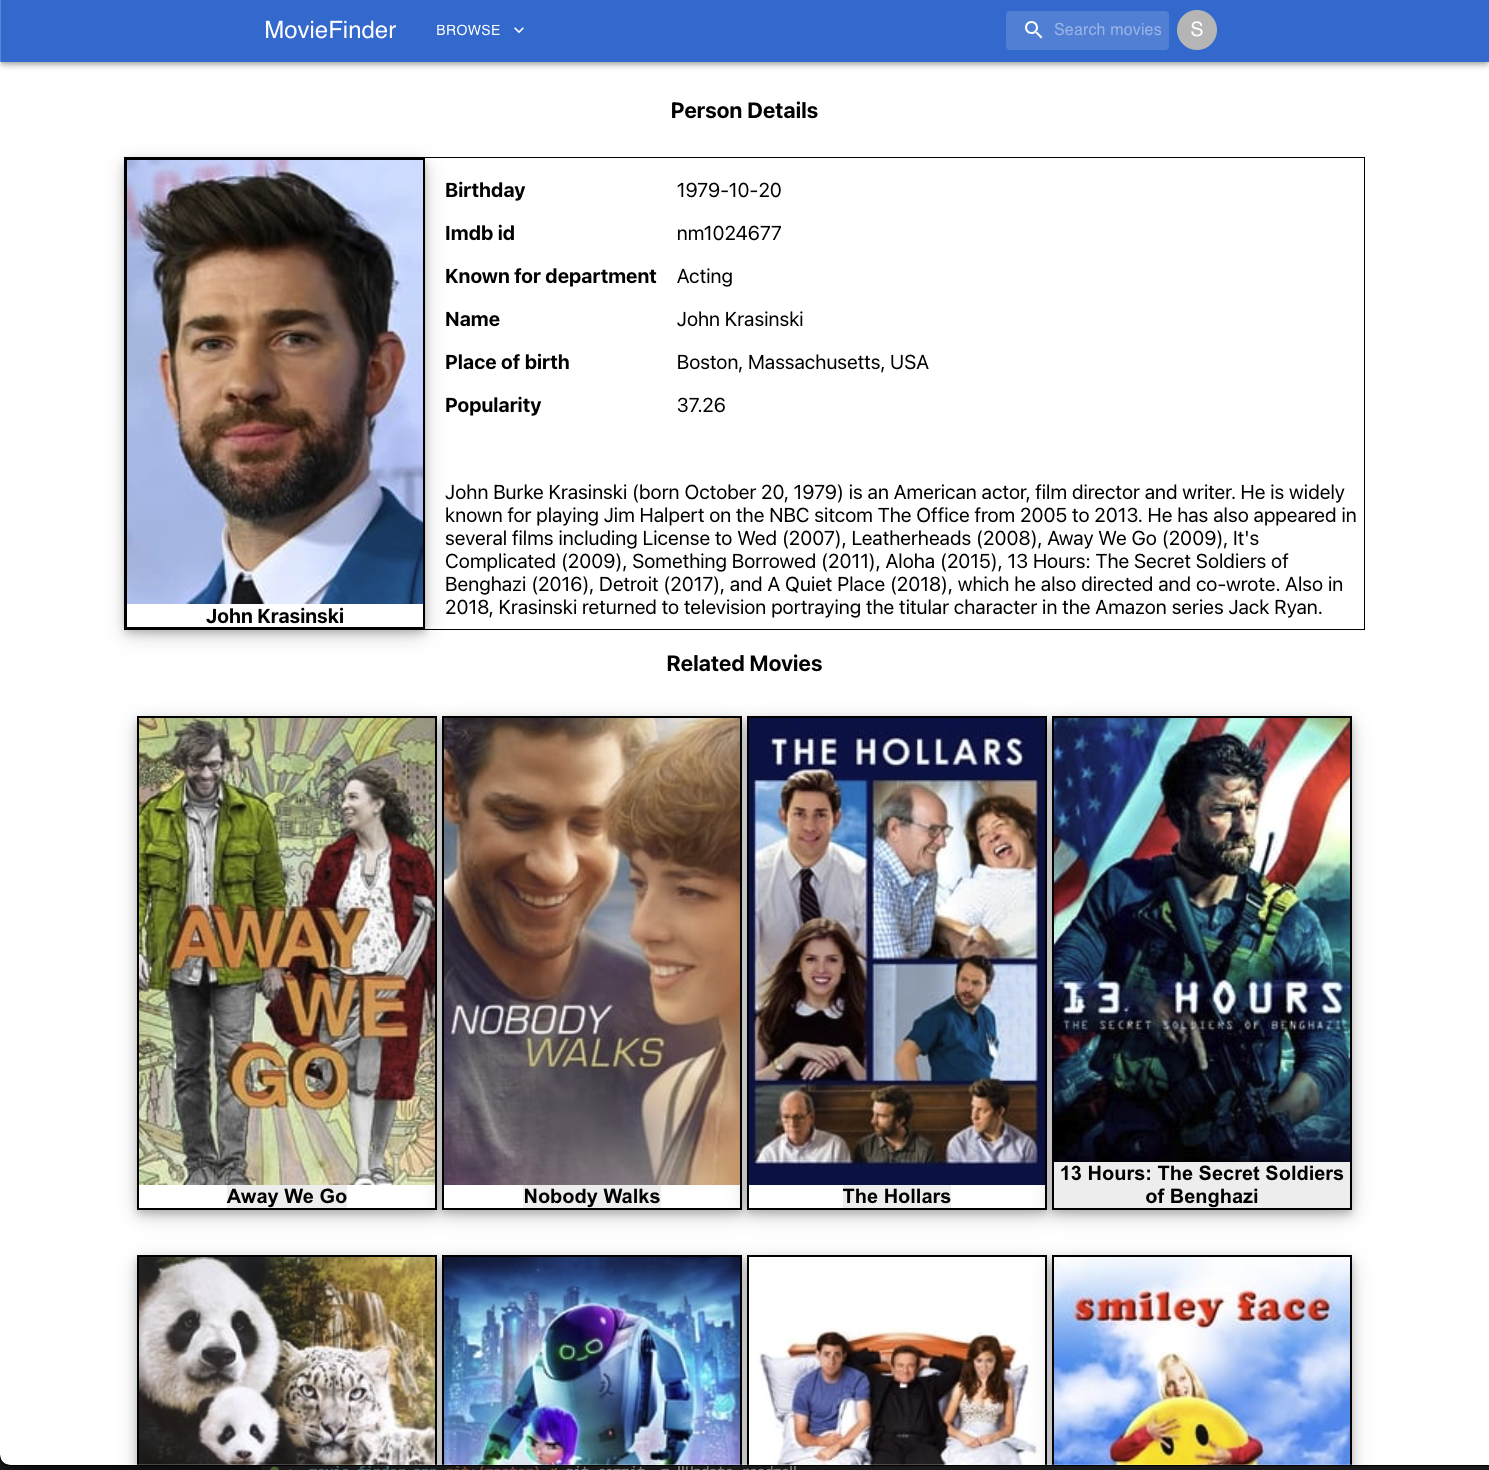 MovieFinder
BROWSE
Search movies
S
Person Details
Birthday 1979-10-20
Imdb id nm1024677
Known for department Acting
Name John Krasinski
Place of birth Boston, Massachusetts, USA
Popularity 37.26
John Burke Krasinski (born October 20, 1979) is an American actor, film director and writer. He is widely
known for playing Jim Halpert on the NBC sitcom The Office from 2005 to 2013. He has also appeared in
several films including License to Wed (2007), Leatherheads (2008), Away We Go (2009), It's
Complicated (2009), Something Borrowed (2011), Aloha (2015), 13 Hours: The Secret Soldiers of
Benghazi (2016), Detroit (2017), and A Quiet Place (2018), which he also directed and co-wrote. Also in
2018, Krasinski returned to television portraying the titular character in the Amazon series Jack Ryan.
John Krasinski
Related Movies
AWAY
WE
GO
Away We Go
NOBODY
WALKS
Nobody Walks
THE HOLLARS
The Hollars
13 HOURS
THE SECRET SOLDIERS OF BENGHAZI
13 Hours: The Secret Soldiers
of Benghazi
smiley face